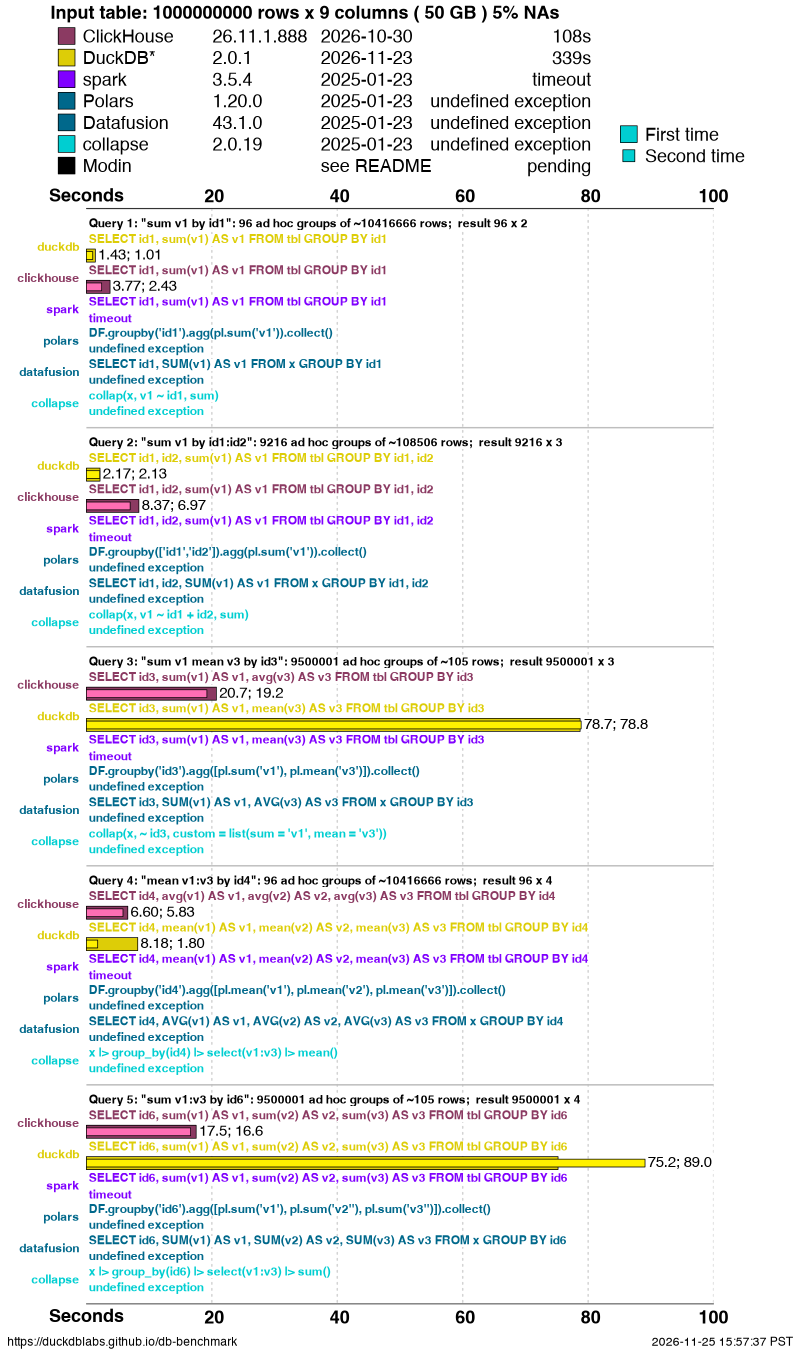 Input table: 1000000000 rows x 9 columns ( 50 GB ) 5% NAs
ClickHouse 26.11.1.888 2026-10-30 108s
DuckDB* 2.0.1 2026-11-23 339s
spark 3.5.4 2025-01-23 timeout
Polars 1.20.0 2025-01-23 undefined exception
Datafusion 43.1.0 2025-01-23 undefined exception
collapse 2.0.19 2025-01-23 undefined exception
Modin see README pending
First time
Second time
Seconds 20 40 60 80 100
Query 1: "sum v1 by id1": 96 ad hoc groups of ~10416666 rows; result 96 x 2
duckdb SELECT id1, sum(v1) AS v1 FROM tbl GROUP BY id1
1.43; 1.01
clickhouse SELECT id1, sum(v1) AS v1 FROM tbl GROUP BY id1
3.77; 2.43
spark SELECT id1, sum(v1) AS v1 FROM tbl GROUP BY id1
timeout
polars DF.groupby('id1').agg(pl.sum('v1')).collect()
undefined exception
datafusion SELECT id1, SUM(v1) AS v1 FROM x GROUP BY id1
undefined exception
collapse collap(x, v1 ~ id1, sum)
undefined exception
Query 2: "sum v1 by id1:id2": 9216 ad hoc groups of ~108506 rows; result 9216 x 3
duckdb SELECT id1, id2, sum(v1) AS v1 FROM tbl GROUP BY id1, id2
2.17; 2.13
clickhouse SELECT id1, id2, sum(v1) AS v1 FROM tbl GROUP BY id1, id2
8.37; 6.97
spark SELECT id1, id2, sum(v1) AS v1 FROM tbl GROUP BY id1, id2
timeout
polars DF.groupby(['id1','id2']).agg(pl.sum('v1')).collect()
undefined exception
datafusion SELECT id1, id2, SUM(v1) AS v1 FROM x GROUP BY id1, id2
undefined exception
collapse collap(x, v1 ~ id1 + id2, sum)
undefined exception
Query 3: "sum v1 mean v3 by id3": 9500001 ad hoc groups of ~105 rows; result 9500001 x 3
clickhouse SELECT id3, sum(v1) AS v1, avg(v3) AS v3 FROM tbl GROUP BY id3
20.7; 19.2
duckdb SELECT id3, sum(v1) AS v1, mean(v3) AS v3 FROM tbl GROUP BY id3
78.7; 78.8
spark SELECT id3, sum(v1) AS v1, mean(v3) AS v3 FROM tbl GROUP BY id3
timeout
polars DF.groupby('id3').agg([pl.sum('v1'), pl.mean('v3')]).collect()
undefined exception
datafusion SELECT id3, SUM(v1) AS v1, AVG(v3) AS v3 FROM x GROUP BY id3
undefined exception
collapse collap(x, ~ id3, custom = list(sum = 'v1', mean = 'v3'))
undefined exception
Query 4: "mean v1:v3 by id4": 96 ad hoc groups of ~10416666 rows; result 96 x 4
clickhouse SELECT id4, avg(v1) AS v1, avg(v2) AS v2, avg(v3) AS v3 FROM tbl GROUP BY id4
6.60; 5.83
duckdb SELECT id4, mean(v1) AS v1, mean(v2) AS v2, mean(v3) AS v3 FROM tbl GROUP BY id4
8.18; 1.80
spark SELECT id4, mean(v1) AS v1, mean(v2) AS v2, mean(v3) AS v3 FROM tbl GROUP BY id4
timeout
polars DF.groupby('id4').agg([pl.mean('v1'), pl.mean('v2'), pl.mean('v3')]).collect()
undefined exception
datafusion SELECT id4, AVG(v1) AS v1, AVG(v2) AS v2, AVG(v3) AS v3 FROM x GROUP BY id4
undefined exception
collapse x |> group_by(id4) |> select(v1:v3) |> mean()
undefined exception
Query 5: "sum v1:v3 by id6": 9500001 ad hoc groups of ~105 rows; result 9500001 x 4
clickhouse SELECT id6, sum(v1) AS v1, sum(v2) AS v2, sum(v3) AS v3 FROM tbl GROUP BY id6
17.5; 16.6
duckdb SELECT id6, sum(v1) AS v1, sum(v2) AS v2, sum(v3) AS v3 FROM tbl GROUP BY id6
75.2; 89.0
spark SELECT id6, sum(v1) AS v1, sum(v2) AS v2, sum(v3) AS v3 FROM tbl GROUP BY id6
timeout
polars DF.groupby('id6').agg([pl.sum('v1'), pl.sum('v2''), pl.sum('v3'')]).collect()
undefined exception
datafusion SELECT id6, SUM(v1) AS v1, SUM(v2) AS v2, SUM(v3) AS v3 FROM x GROUP BY id6
undefined exception
collapse x |> group_by(id6) |> select(v1:v3) |> sum()
undefined exception
Seconds 20 40 60 80 100
https://duckdblabs.github.io/db-benchmark 2026-11-25 15:57:37 PST